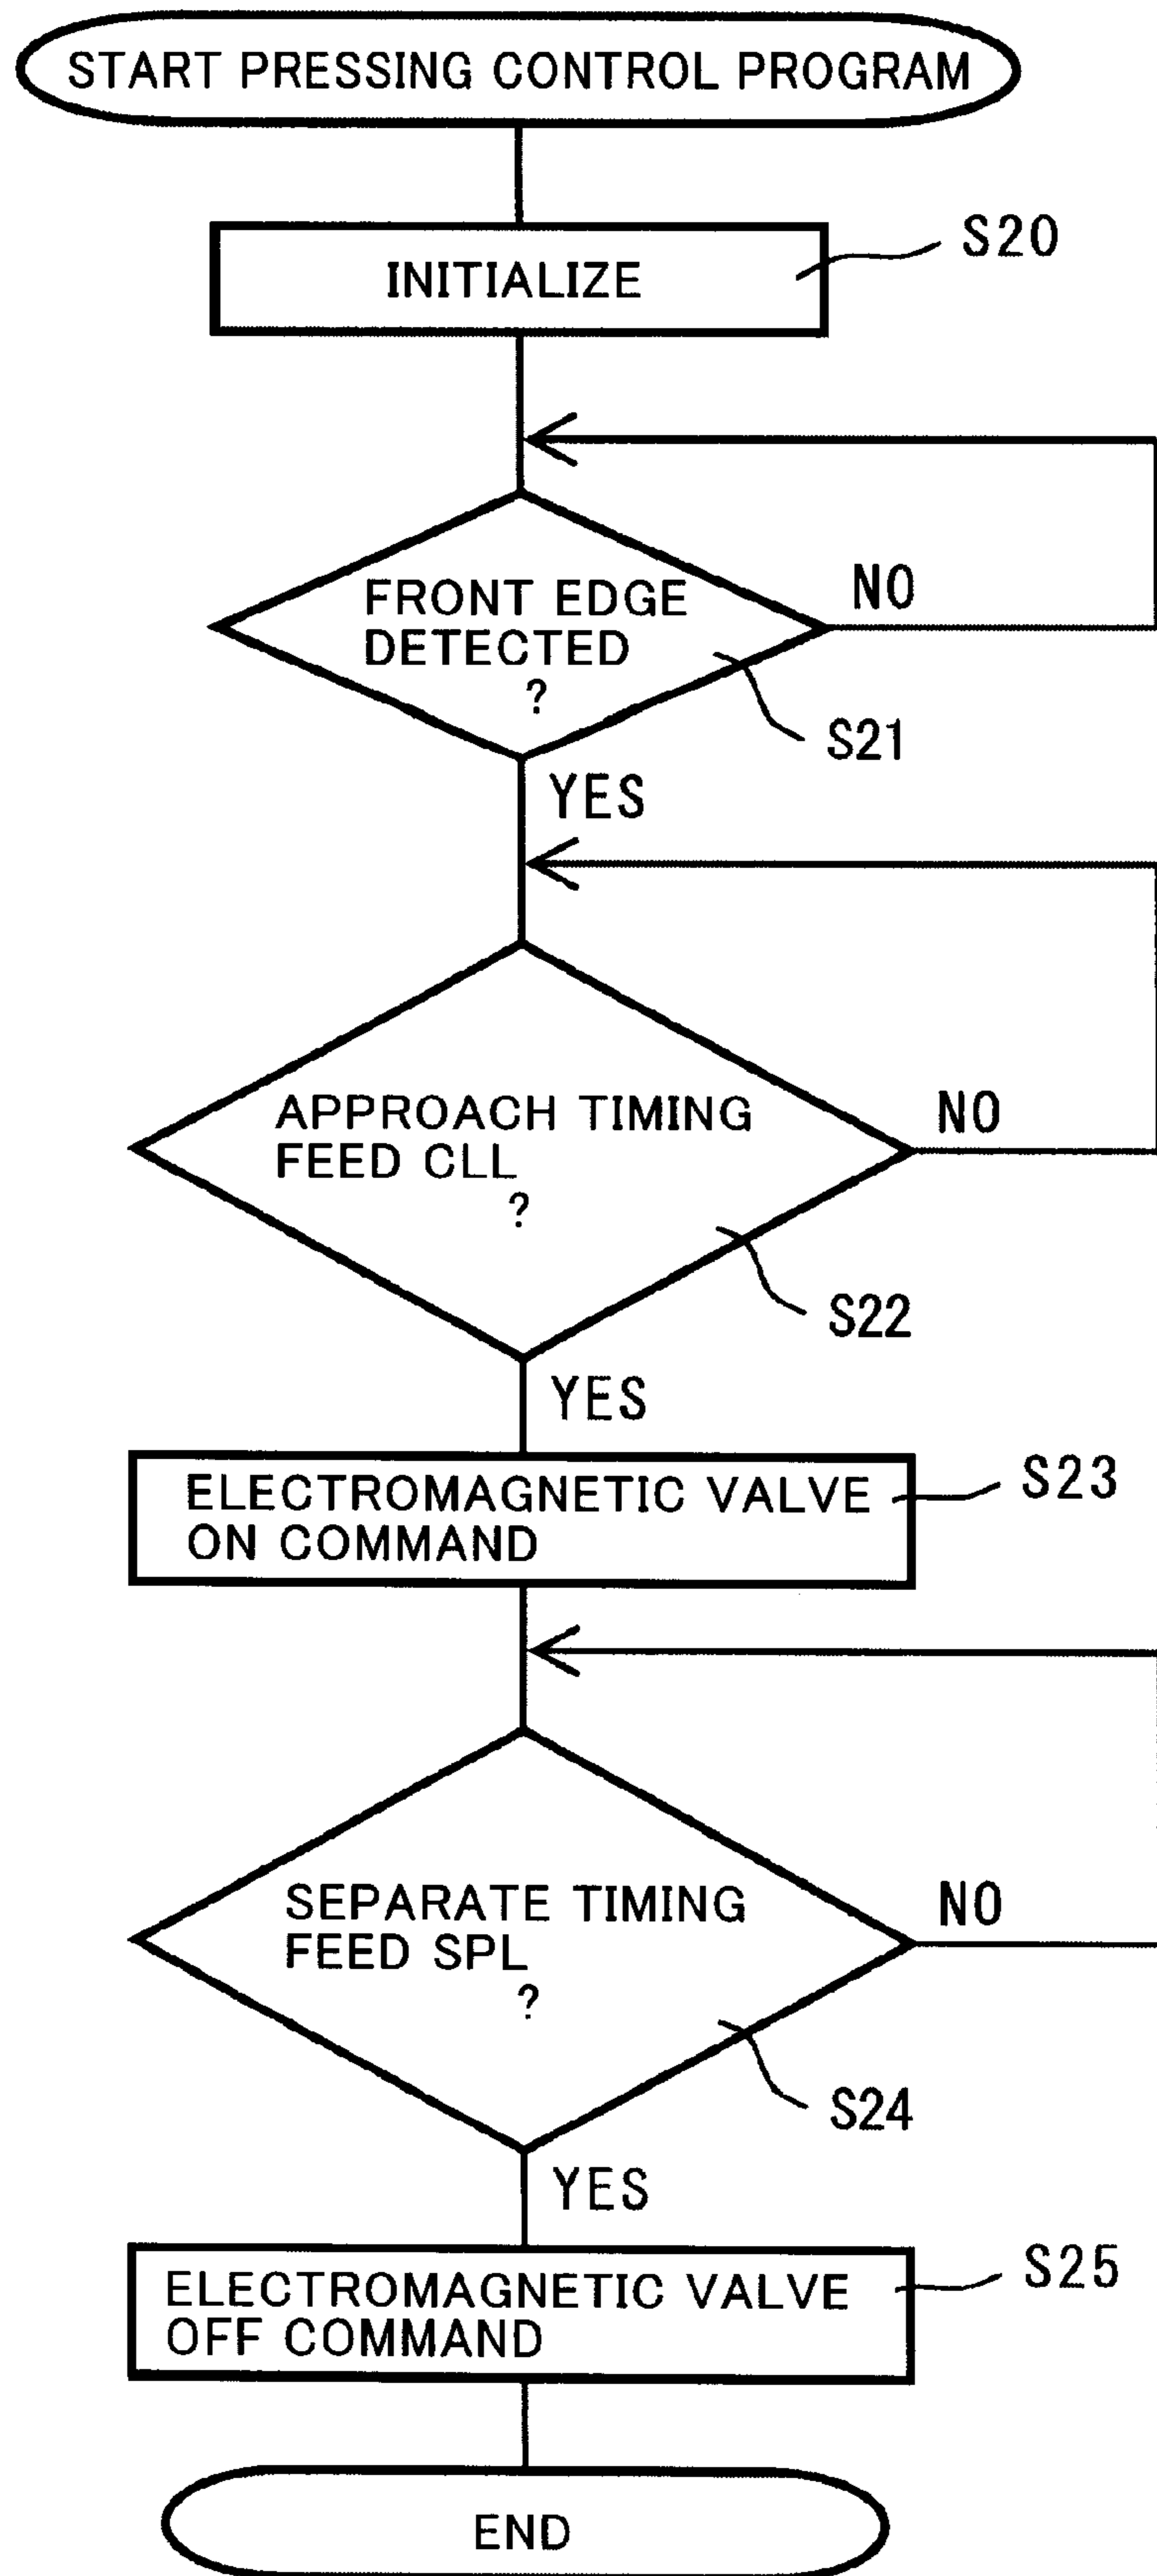 START PRESSING CONTROL PROGRAM
S20
INITIALIZE
FRONT EDGE
DETECTED
?
NO
S21
YES
APPROACH TIMING
FEED CLL
?
NO
S22
YES
ELECTROMAGNETIC VALVE
ON COMMAND
S23
SEPARATE TIMING
FEED SPL
?
NO
S24
YES
ELECTROMAGNETIC VALVE
OFF COMMAND
S25
END